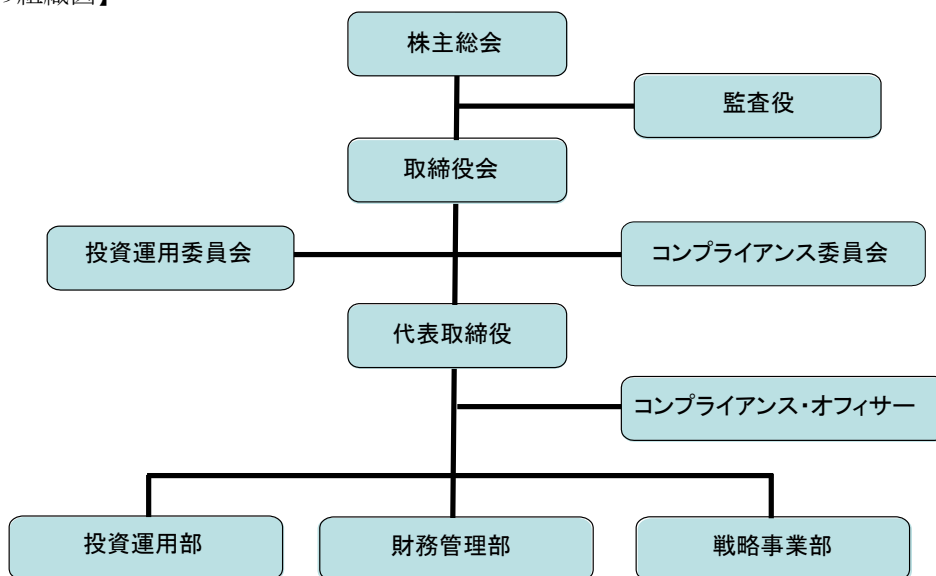 組織図】
株主総会
監査役
取締役会
投資運用委員会
コンプライアンス委員会
代表取締役
コンプライアンス・オフィサー
投資運用部
財務管理部
戦略事業部